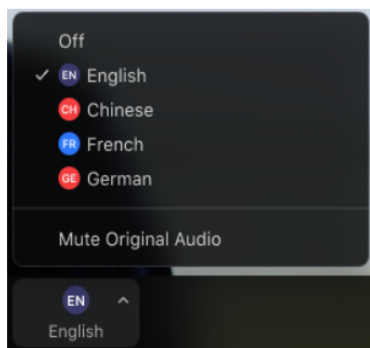 Off
EN English
CH Chinese
FR French
GE German
Mute Original Audio
EN
English